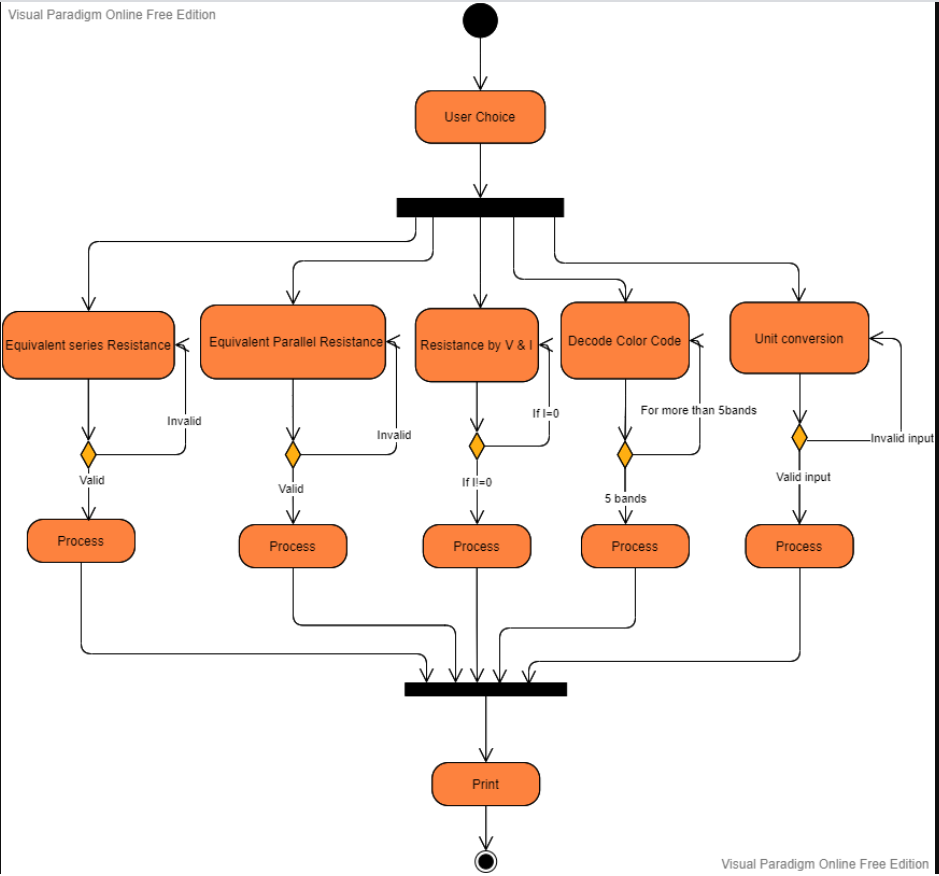 Visual Paradigm Online Free Edition
User Choice
Equivalent series Resistance
Equivalent Parallel Resistance
Resistance by V & I
Decode Color Code
Unit conversion
Invalid
Invalid
If I=0
For more than 5bands
Invalid input
Valid
Valid
If I!=0
5 bands
Valid input
Process
Process
Process
Process
Process
Print
Visual Paradigm Online Free Edition